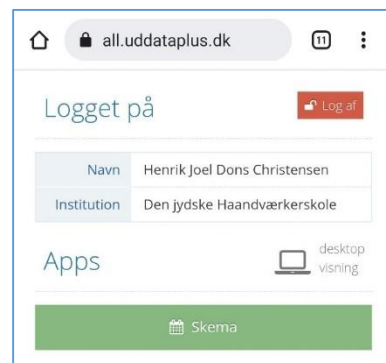 all.uddataplus.dk
11
Logget på
Log af
Navn Henrik Joel Dons Christensen
Institution Den jydske Haandværkerskole
Apps
desktop
visning
Skema